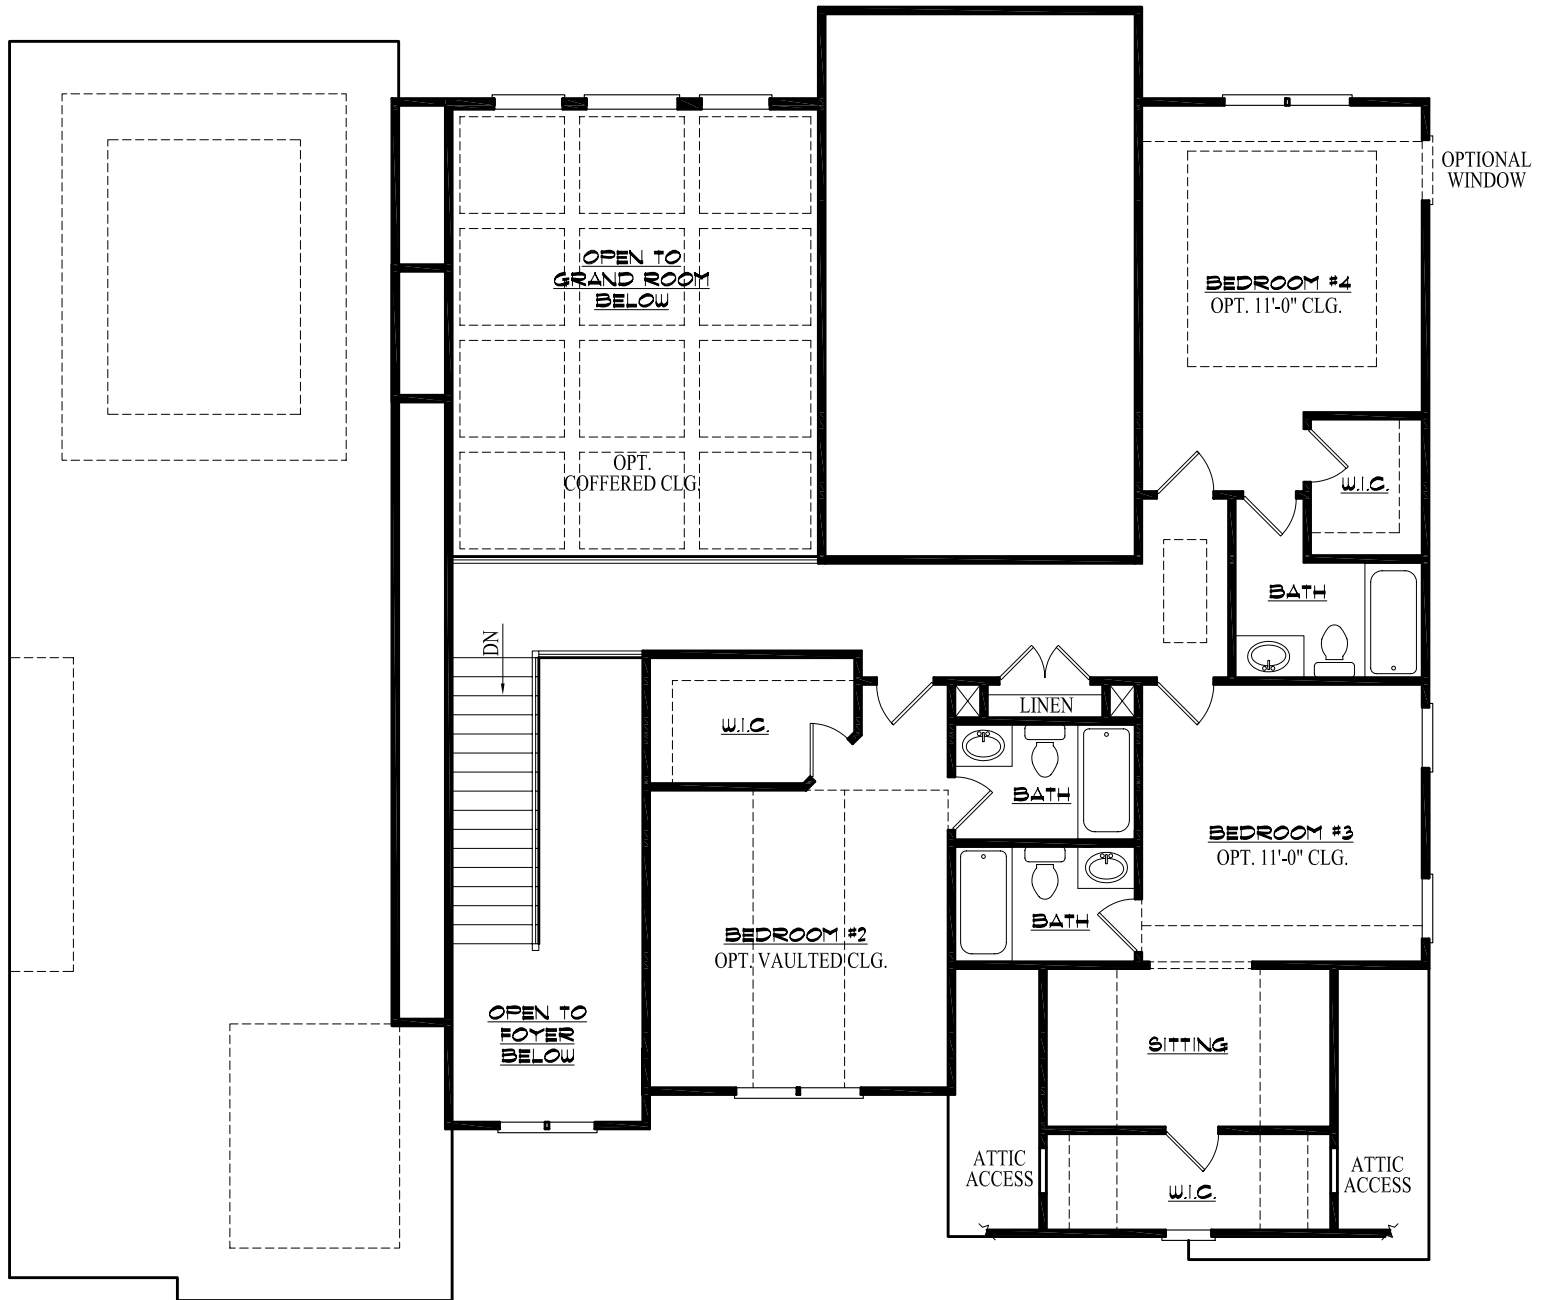 OPTIONAL
WINDOW
OPEN TO
GRAND ROOM
BELOW
BEDROOM #4
OPT. 11'-0" CLG.
OPT.
COFFERED CLG.
W.I.C.
BATH
DN
LINEN
W.I.C.
BATH
BEDROOM #3
OPT. 11'-0" CLG.
BATH
BEDROOM #2
OPT. VAULTED CLG.
OPEN TO
FOYER
BELOW
SITTING
ATTIC
ACCESS
W.I.C.
ATTIC
ACCESS